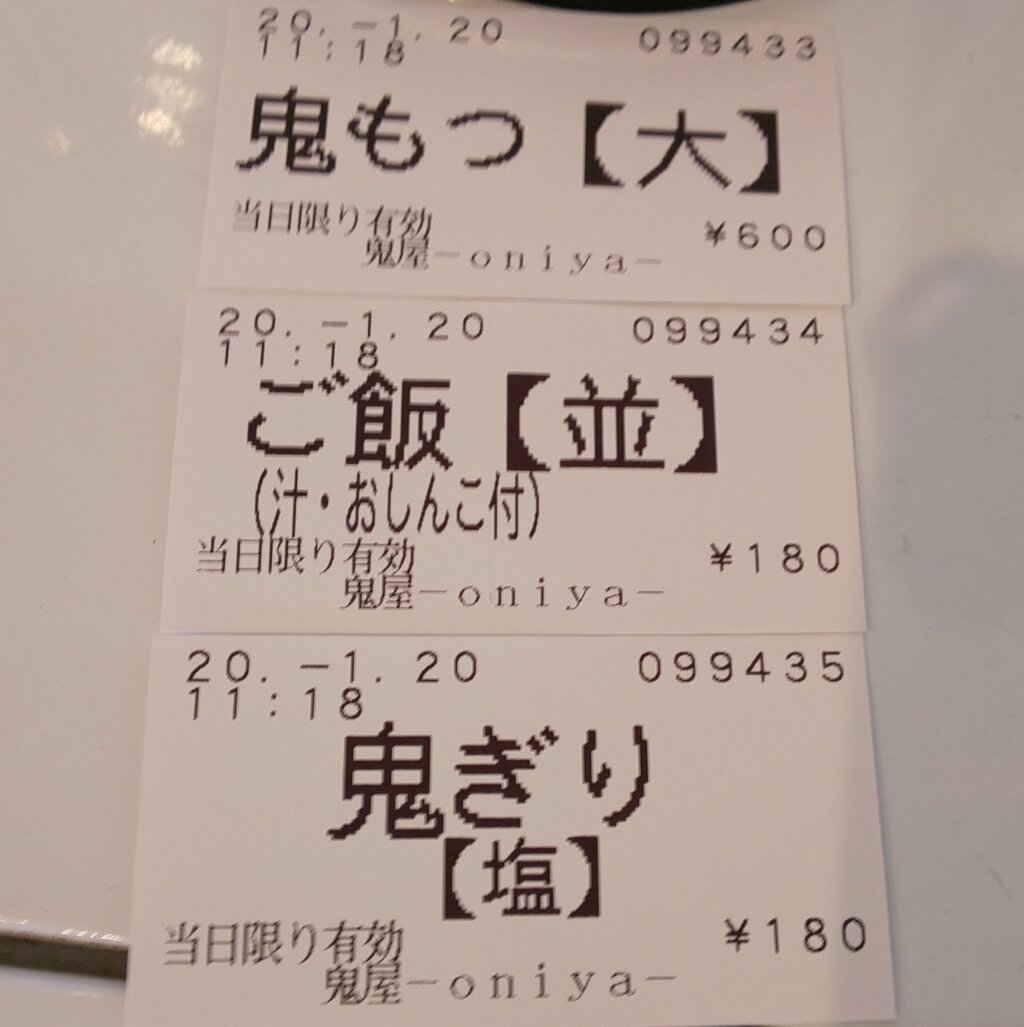 20.-1.20 099433
11:18
鬼もつ【大】
当日限り有効 ¥600
鬼屋-oniya-
20.-1.20 099434
11:18
ご飯【並】
(汁・おしんこ付)
当日限り有効 ¥180
鬼屋-oniya-
20.-1.20 099435
11:18
鬼ぎり
【塩】
当日限り有効 ¥180
鬼屋-oniya-